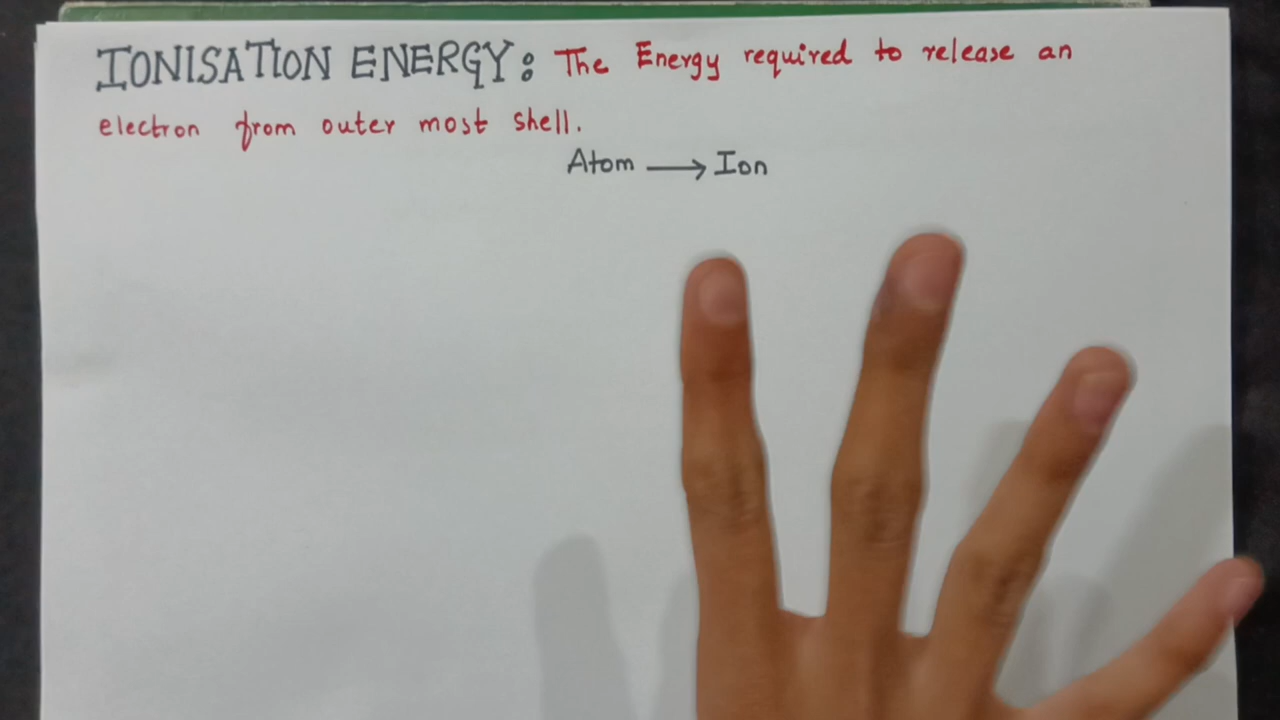 IONISATION ENERGY: The Energy required to release an
electron from outer most shell.
Atom ⟶ Ion